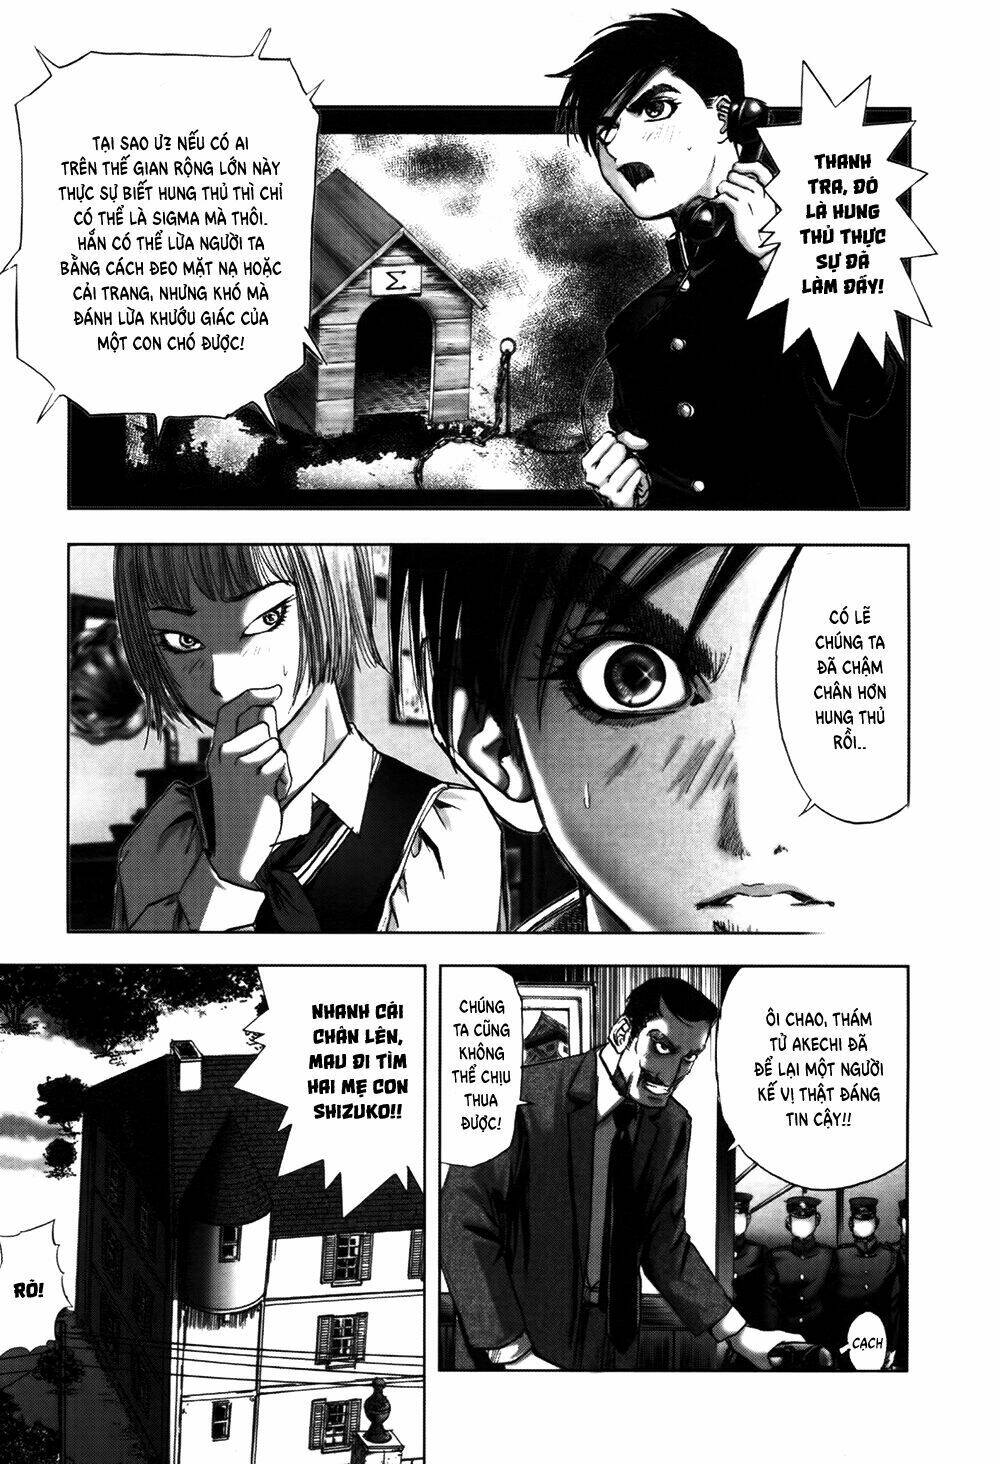 THANH
TRA, ĐÓ
LÀ HUNG
THỦ THỰC
SỰ ĐÃ
LÀM ĐẤY!
TẠI SAO Ư? NẾU CÓ AI
TRÊN THẾ GIAN RỘNG LỚN NÀY
THỰC SỰ BIẾT HUNG THỦ THÌ CHỈ
CÓ THỂ LÀ SIGMA MÀ THÔI.
HẮN CÓ THỂ LỪA NGƯỜI TA
BẰNG CÁCH ĐEO MẶT NẠ HOẶC
CẢI TRANG, NHƯNG KHÓ MÀ
ĐÁNH LỪA KHƯỚU GIÁC CỦA
MỘT CON CHÓ ĐƯỢC!
Σ
CÓ LẼ
CHÚNG TA
ĐÃ CHẬM
CHÂN HƠN
HUNG THỦ
RỒI..
ÔI CHAO, THÁM
TỬ AKECHI ĐÃ
ĐỂ LẠI MỘT NGƯỜI
KẾ VỊ THẬT ĐÁNG
TIN CẬY!!
CHÚNG
TA CŨNG
KHÔNG
THỂ CHỊU
THUA
ĐƯỢC!
CẠCH
NHANH CÁI
CHÂN LÊN,
MAU ĐI TÌM
HAI MẸ CON
SHIZUKO!!
RÕ!